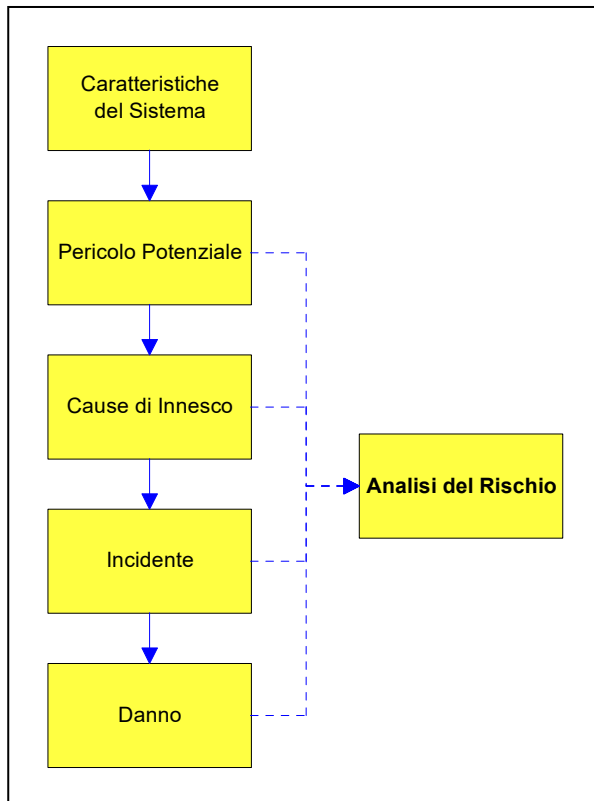 Caratteristiche
del Sistema
Pericolo Potenziale
Cause di Innesco
Analisi del Rischio
Incidente
Danno